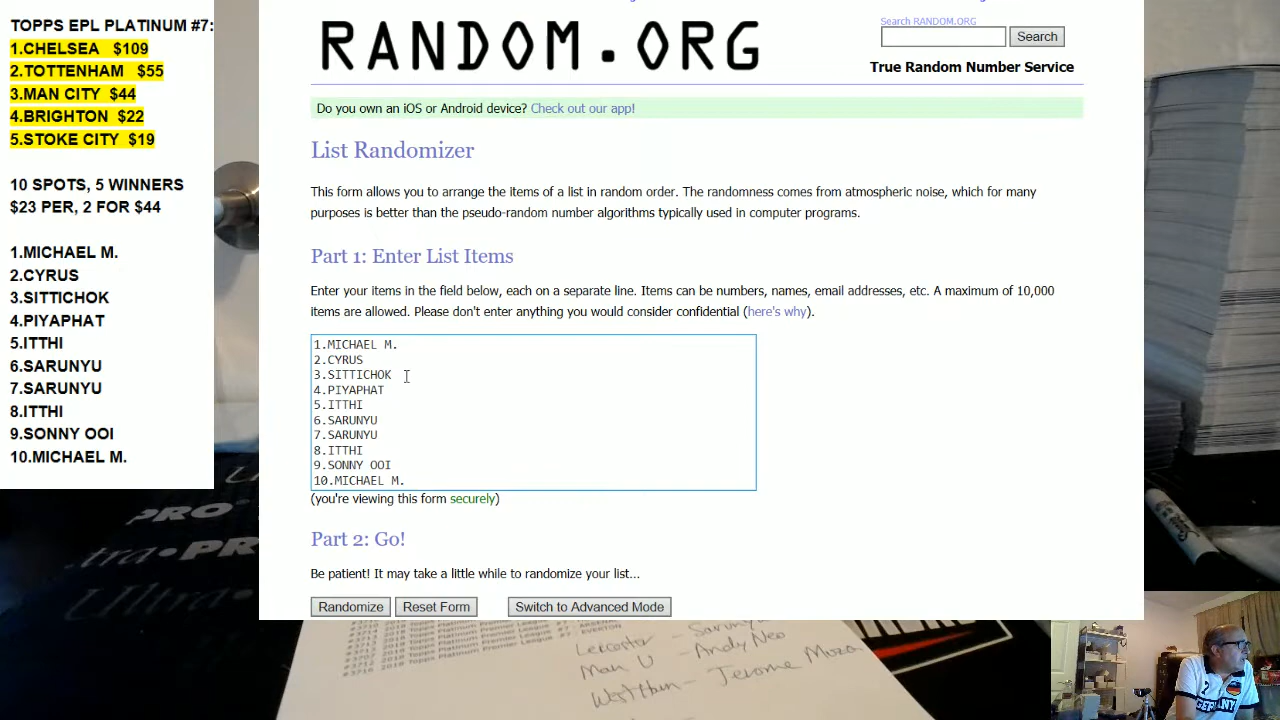 TOPPS EPL PLATINUM #7:
1.CHELSEA $109
2.TOTTENHAM $55
3.MAN CITY $44
4.BRIGHTON $22
5.STOKE CITY $19
10 SPOTS, 5 WINNERS
$23 PER, 2 FOR $44
1.MICHAEL M.
2.CYRUS
3.SITTICHOK
4.PIYAPHAT
5.ITTHI
6.SARUNYU
7.SARUNYU
8.ITTHI
9.SONNY OOI
10.MICHAEL M.
RANDOM.ORG
Search RANDOM.ORG
Search
True Random Number Service
Do you own an iOS or Android device? Check out our app!
List Randomizer
This form allows you to arrange the items of a list in random order. The randomness comes from atmospheric noise, which for many
purposes is better than the pseudo-random number algorithms typically used in computer programs.
Part 1: Enter List Items
Enter your items in the field below, each on a separate line. Items can be numbers, names, email addresses, etc. A maximum of 10,000
items are allowed. Please don't enter anything you would consider confidential (here's why).
1.MICHAEL M.
2.CYRUS
3.SITTICHOK
4.PIYAPHAT
5.ITTHI
6.SARUNYU
7.SARUNYU
8.ITTHI
9.SONNY OOI
10.MICHAEL M.
(you're viewing this form securely)
Part 2: Go!
Be patient! It may take a little while to randomize your list...
Randomize
Reset Form
Switch to Advanced Mode
PRO
Ultra PRO
Ultra
Leicester -
Man U - Andy Neo
West Ham - Jerome Moza
GERMANY